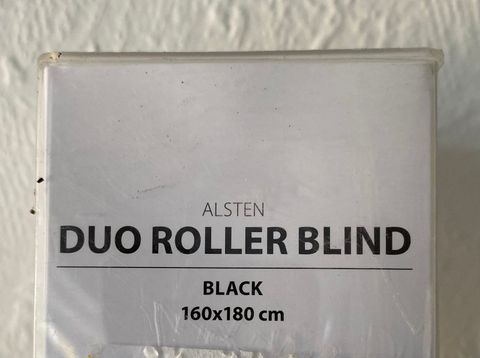 ALSTEN
DUO ROLLER BLIND
BLACK
160x180 cm